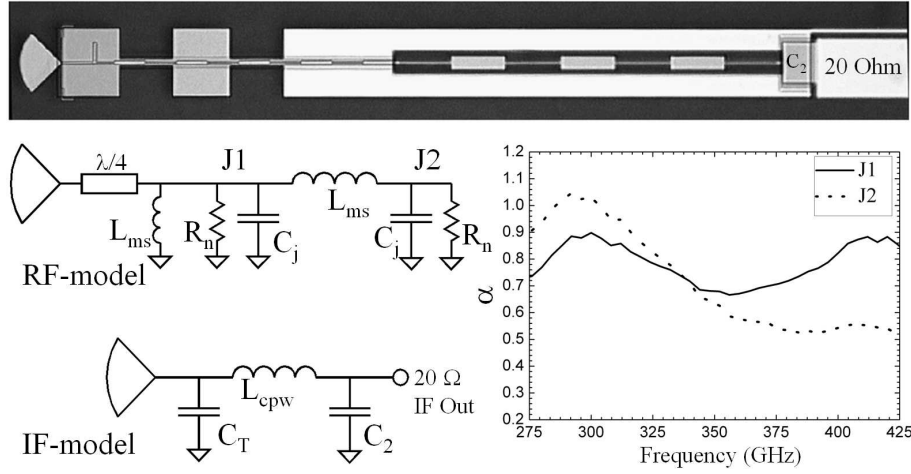 C2
20 Ohm
λ/4
J1
J2
Lms
Lms
Rn
Cj
Cj
Rn
RF-model
Lcpw
20 Ω
IF Out
CT
C2
IF-model
1.2
1.1
1.0
0.9
0.8
0.7
0.6
0.5
0.4
0.3
0.2
α
J1
J2
275
300
325
350
375
400
425
Frequency (GHz)